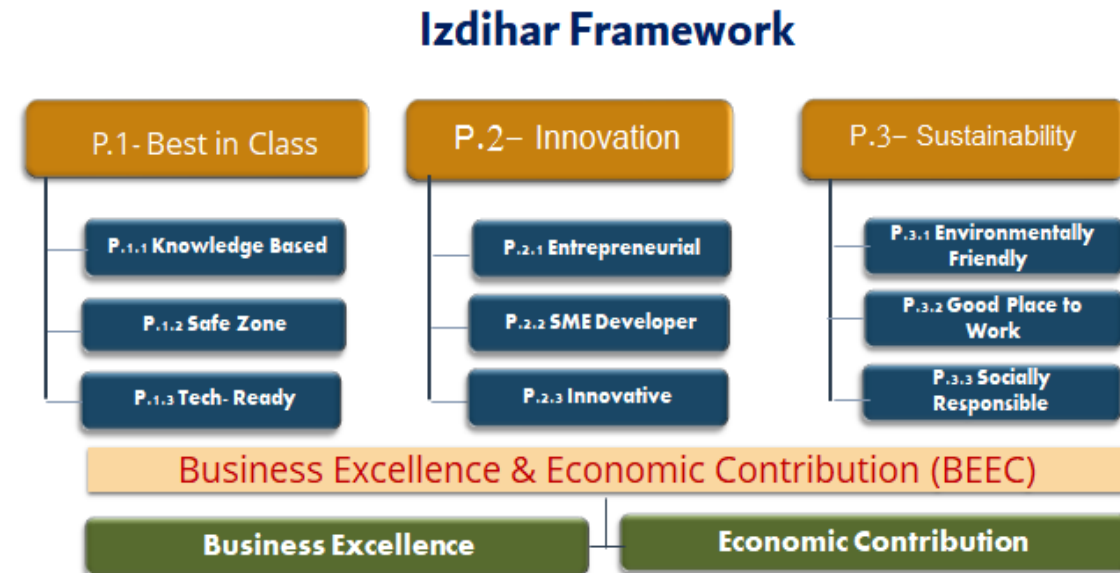 Izdihar Framework
P.1- Best in Class
P.1.1 Knowledge Based
P.1.2 Safe Zone
P.1.3 Tech- Ready
P.2– Innovation
P.2.1 Entrepreneurial
P.2.2 SME Developer
P.2.3 Innovative
P.3– Sustainability
P.3.1 Environmentally
Friendly
P.3.2 Good Place to
Work
P.3.3 Socially
Responsible
Business Excellence & Economic Contribution (BEEC)
Business Excellence
Economic Contribution